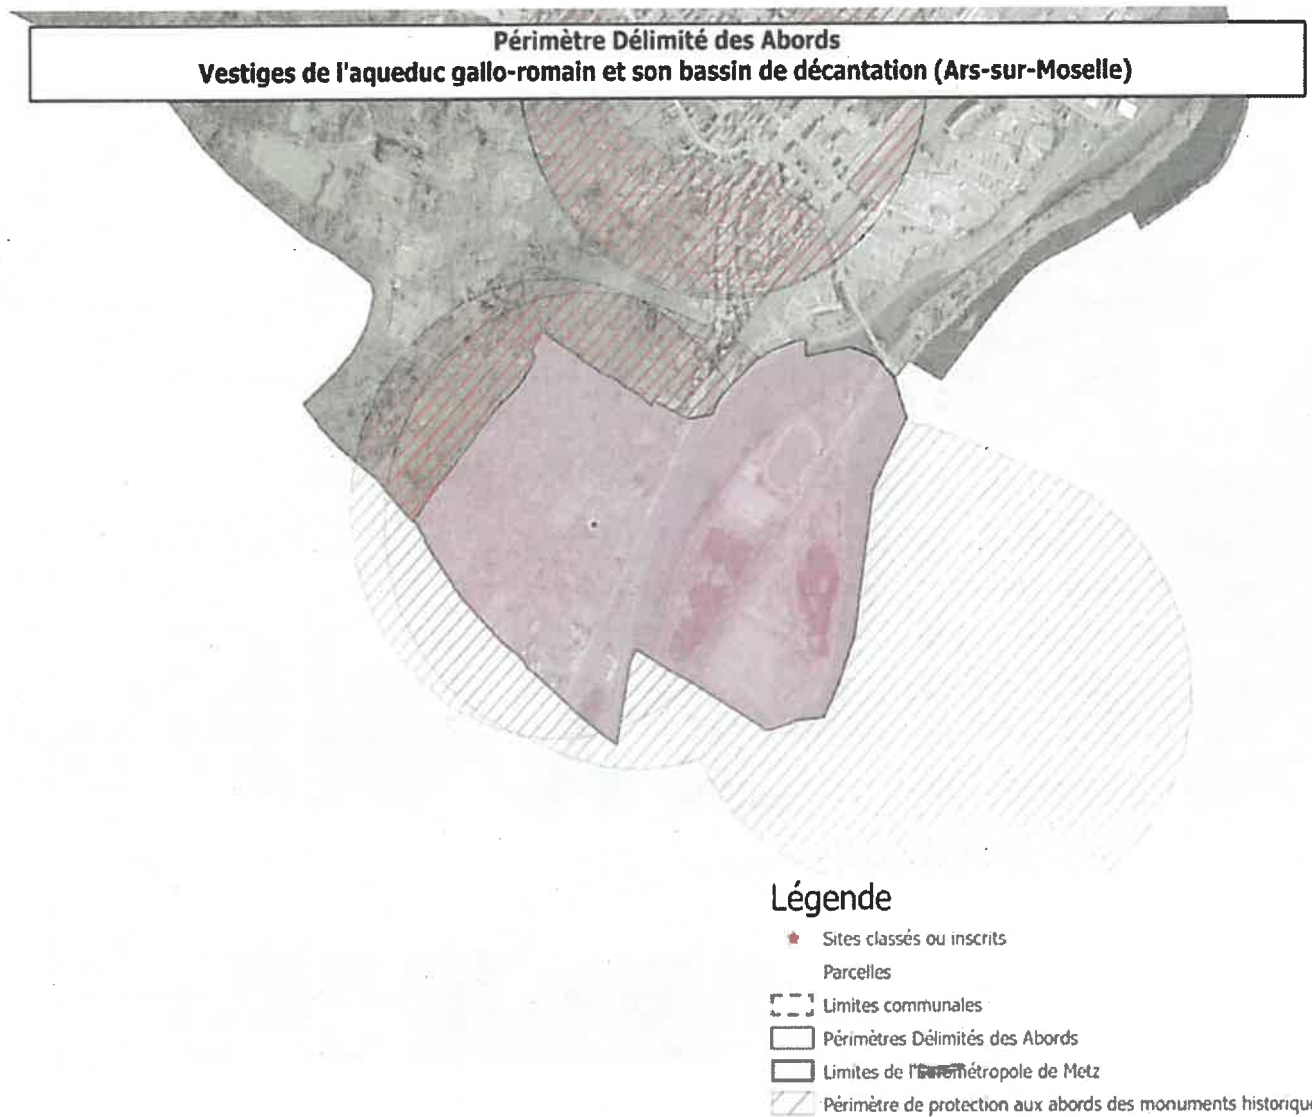 Périmètre Délimité des Abords
Vestiges de l'aqueduc gallo-romain et son bassin de décantation (Ars-sur-Moselle)
Légende
Sites classés ou inscrits
Parcelles
Limites communales
Périmètres Délimités des Abords
Limites de l'Eurométropole de Metz
Périmètre de protection aux abords des monuments historiqu